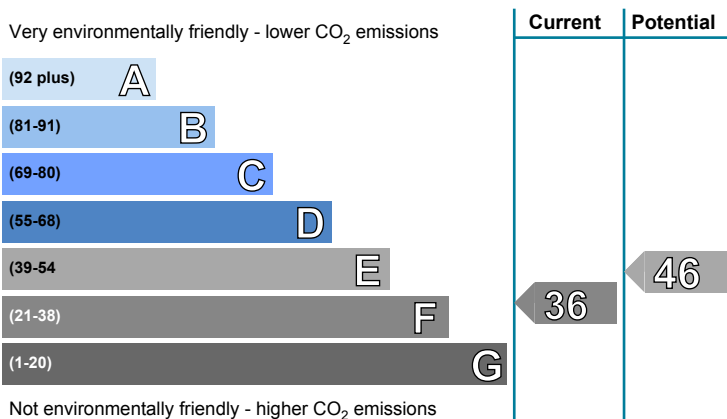 Very environmentally friendly - lower CO2 emissions
Current
Potential
(92 plus) A
(81-91) B
(69-80) C
(55-68) D
(39-54 E
46
(21-38) F
36
(1-20) G
Not environmentally friendly - higher CO2 emissions